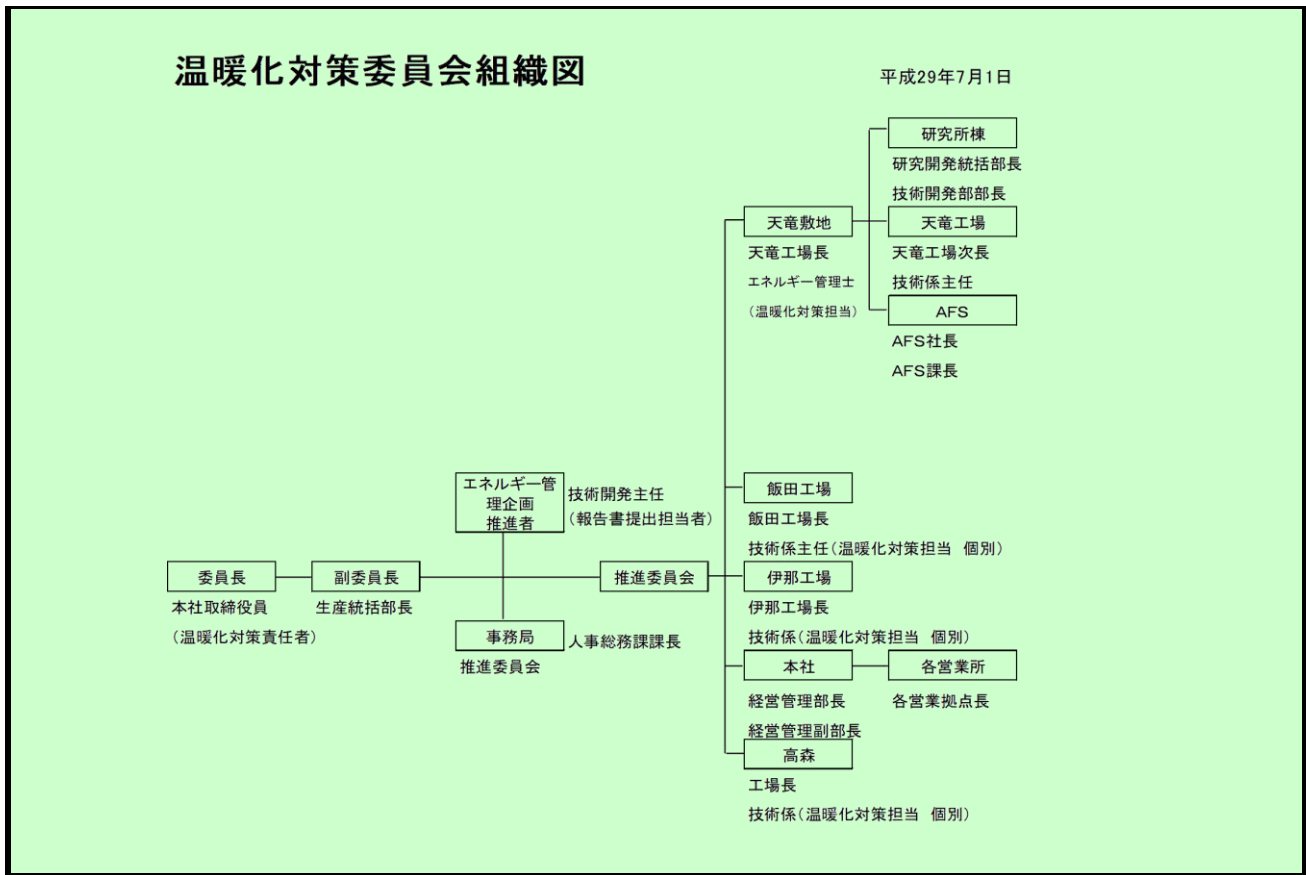 温暖化対策委員会組織図
平成29年7月1日
研究所棟
研究開発統括部長
技術開発部部長
天竜敷地
天竜工場長
エネルギー管理士
（温暖化対策担当）
天竜工場
天竜工場次長
技術係主任
AFS
AFS社長
AFS課長
エネルギー管
理企画
推進者
技術開発主任
（報告書提出担当者）
飯田工場
飯田工場長
技術係主任（温暖化対策担当　個別）
委員長
本社取締役員
（温暖化対策責任者）
副委員長
生産統括部長
推進委員会
伊那工場
伊那工場長
技術係（温暖化対策担当　個別）
事務局
人事総務課課長
推進委員会
本社
経営管理部長
経営管理副部長
各営業所
各営業拠点長
高森
工場長
技術係（温暖化対策担当　個別）